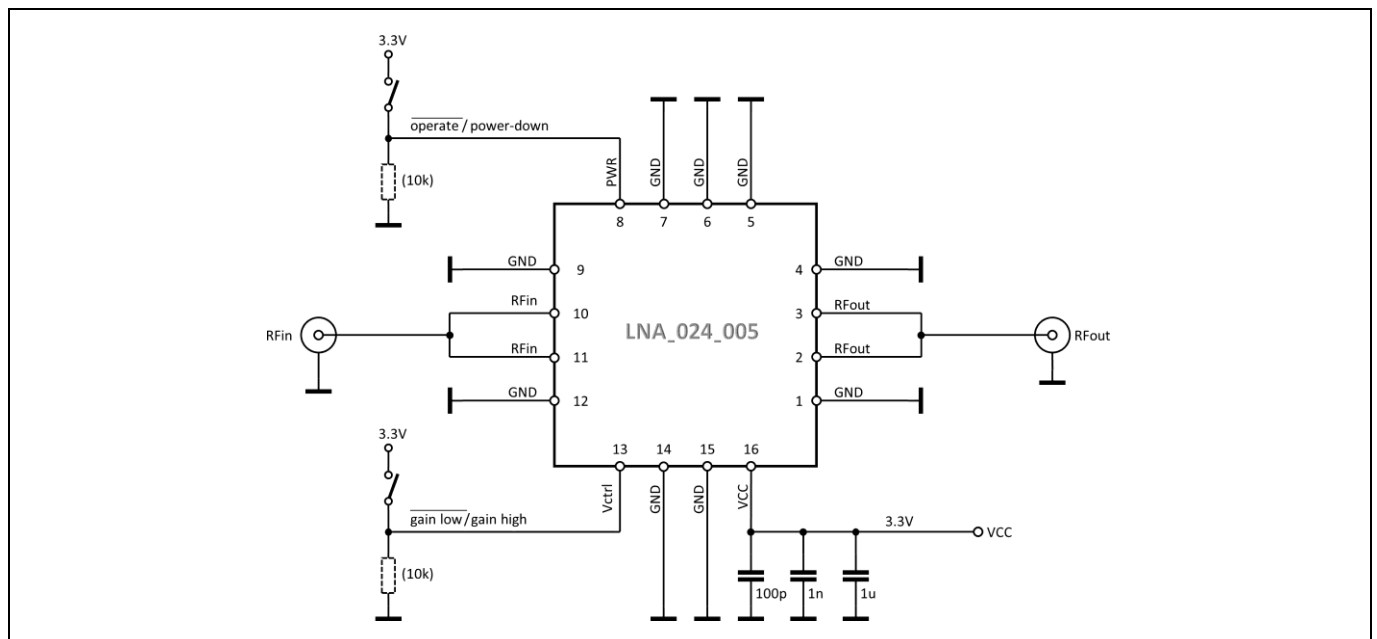 3.3V
operate/power-down
(10k)
PWR
GND
GND
GND
8
7
6
5
GND
9
4
GND
RFin
10
3
RFout
RFin
LNA_024_005
RFout
RFin
11
2
RFout
GND
12
1
GND
3.3V
13
14
15
16
Vctrl
GND
GND
VCC
gain low/gain high
3.3V
VCC
(10k)
100p
1n
1u